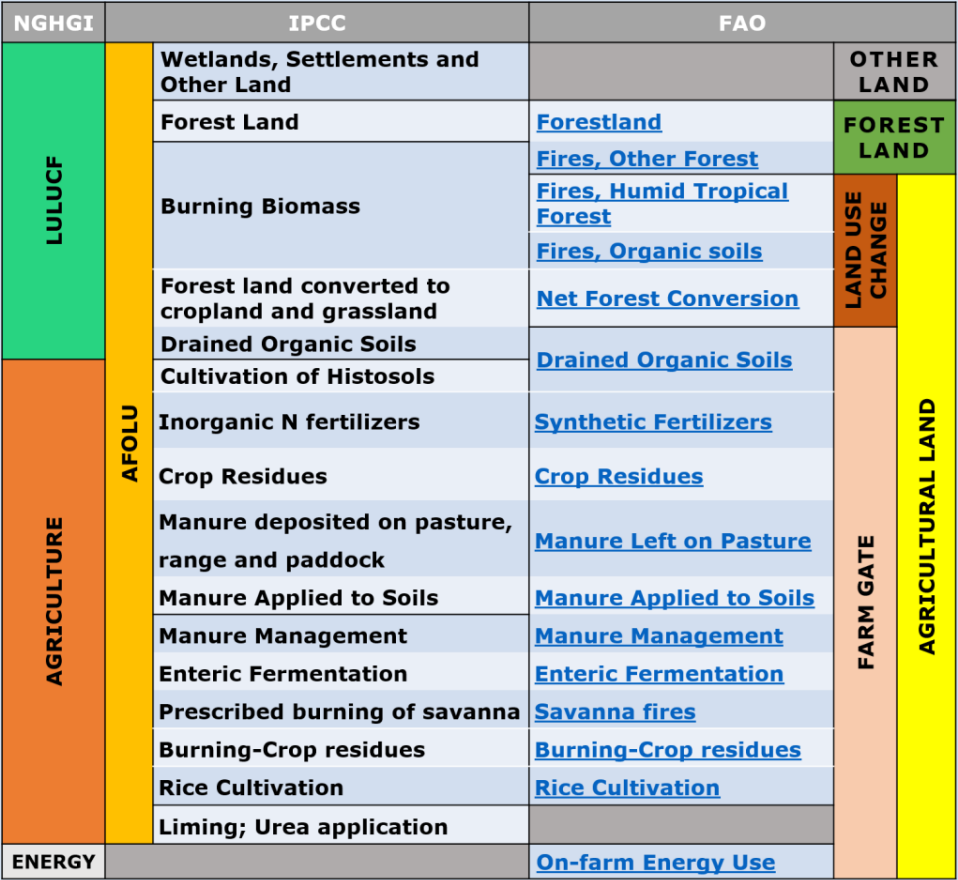 NGHGI IPCC FAO
Wetlands, Settlements and
Other Land
OTHER
LAND
Forest Land
Forestland
FOREST
LAND
Fires, Other Forest
LULUCF
Burning Biomass
Fires, Humid Tropical
Forest
LAND USE
CHANGE
Fires, Organic soils
Forest land converted to
cropland and grassland
Net Forest Conversion
Drained Organic Soils
Drained Organic Soils
Cultivation of Histosols
AFOLU
Inorganic N fertilizers
Synthetic Fertilizers
AGRICULTURAL LAND
Crop Residues
Crop Residues
AGRICULTURE
Manure deposited on pasture,
range and paddock
Manure Left on Pasture
FARM GATE
Manure Applied to Soils
Manure Applied to Soils
Manure Management
Manure Management
Enteric Fermentation
Enteric Fermentation
Prescribed burning of savanna
Savanna fires
Burning-Crop residues
Burning-Crop residues
Rice Cultivation
Rice Cultivation
Liming; Urea application
ENERGY
On-farm Energy Use